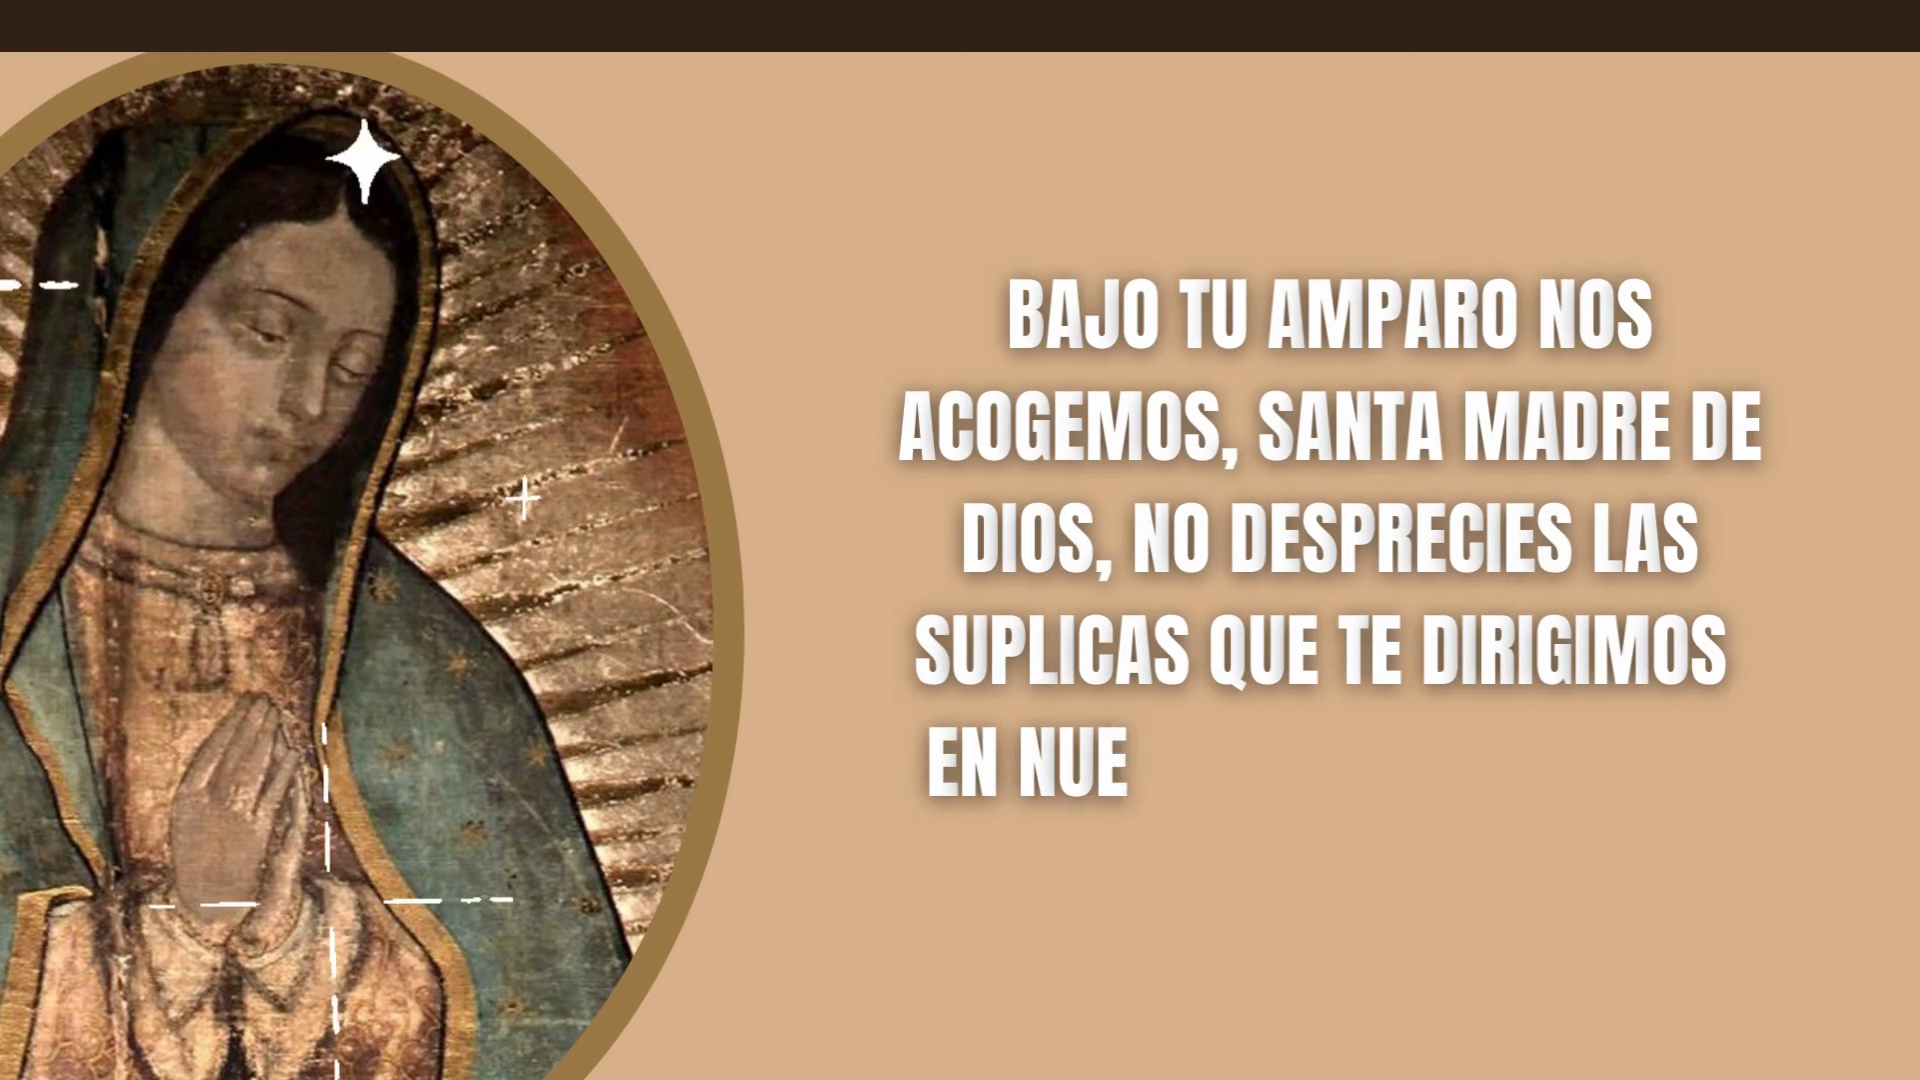 BAJO TU AMPARO NOS
ACOGEMOS, SANTA MADRE DE
DIOS, NO DESPRECIES LAS
SUPLICAS QUE TE DIRIGIMOS
EN NUE